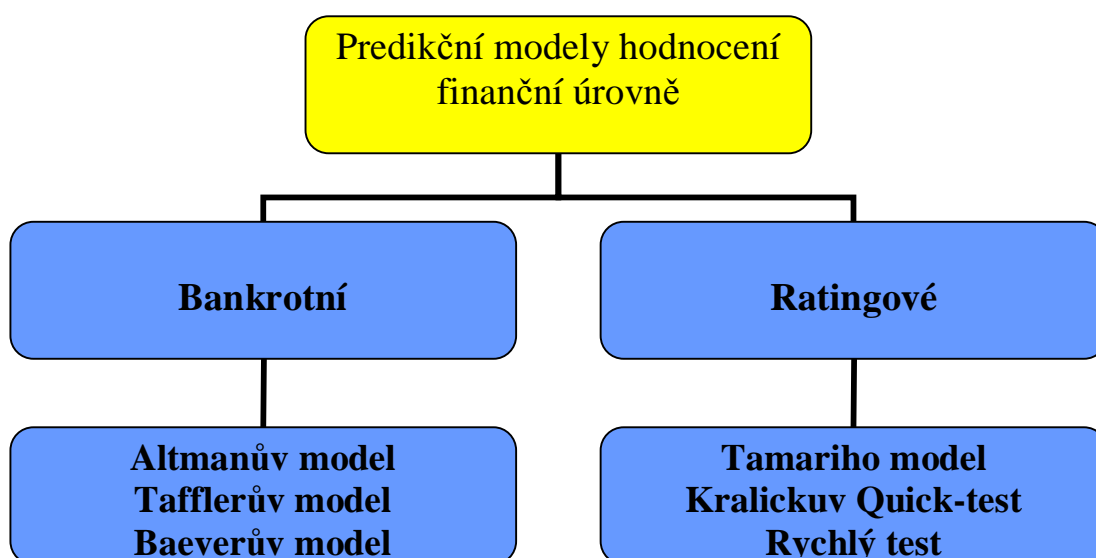 Predikční modely hodnocení
finanční úrovně
Bankrotní
Ratingové
Altmanův model
Tafflerův model
Baeverův model
Tamariho model
Kralickuv Quick-test
Rychlý test